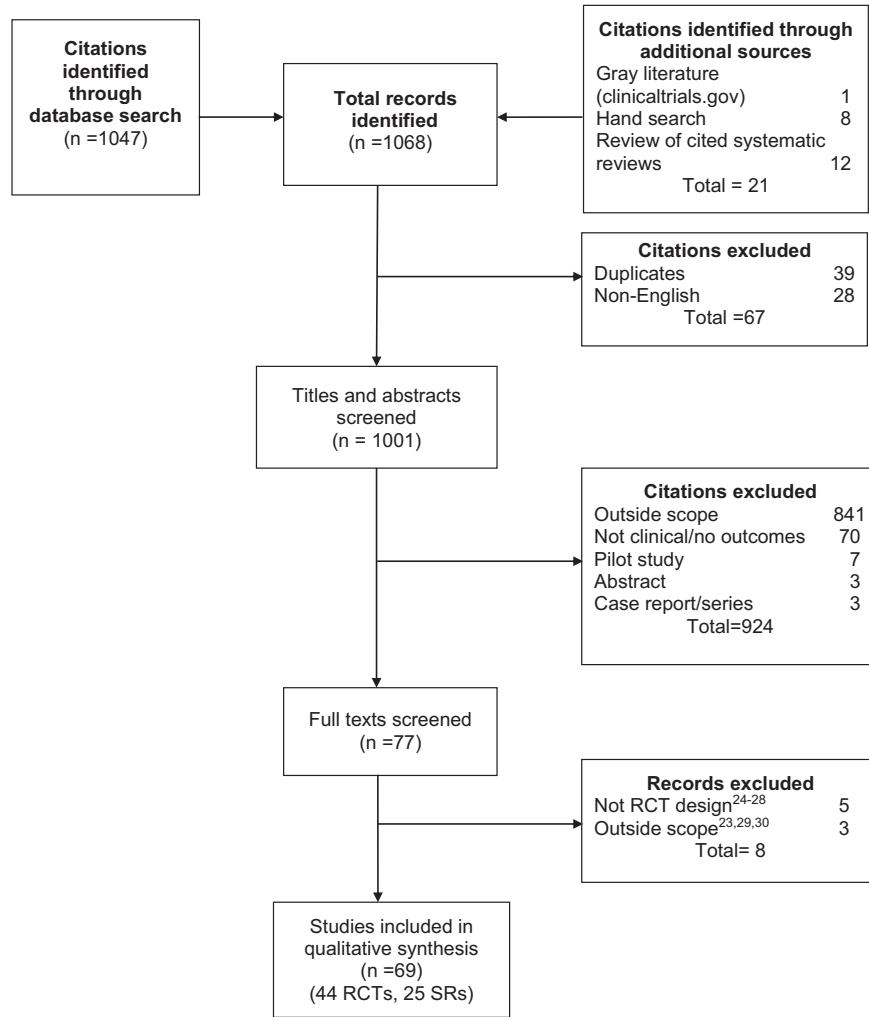 Citations
identified
through
database search
(n =1047)
Total records
identified
(n =1068)
Citations identified through
additional sources
Gray literature
(clinicaltrials.gov) 1
Hand search 8
Review of cited systematic
reviews 12
Total = 21
Citations excluded
Duplicates 39
Non-English 28
Total =67
Titles and abstracts
screened
(n = 1001)
Citations excluded
Outside scope 841
Not clinical/no outcomes 70
Pilot study 7
Abstract 3
Case report/series 3
Total=924
Full texts screened
(n =77)
Records excluded
Not RCT design24-28 5
Outside scope23,29,30 3
Total= 8
Studies included in
qualitative synthesis
(n =69)
(44 RCTs, 25 SRs)